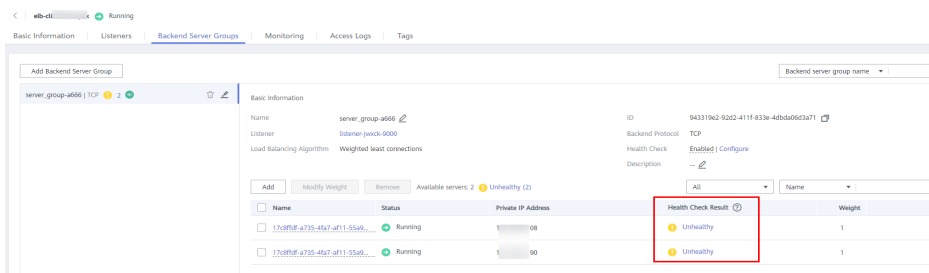 elb-cli Running
Basic Information Listeners Backend Server Groups Monitoring Access Logs Tags
Add Backend Server Group Backend server group name
server_group-a666 | TCP 2
Basic Information
Name server_group-a666 ID 943319e2-92d2-411f-833e-4dbda06d3a71
Listener listener-jwxck-9000 Backend Protocol TCP
Load Balancing Algorithm Weighted least connections Health Check Enabled | Configure
Description --
Add Modify Weight Remove Available servers: 2 Unhealthy (2) All Name
Name Status Private IP Address Health Check Result Weight
17c8ffdf-a735-4fa7-af11-55a9... Running 1 08 Unhealthy 1
17c8ffdf-a735-4fa7-af11-55a9... Running 1 90 Unhealthy 1